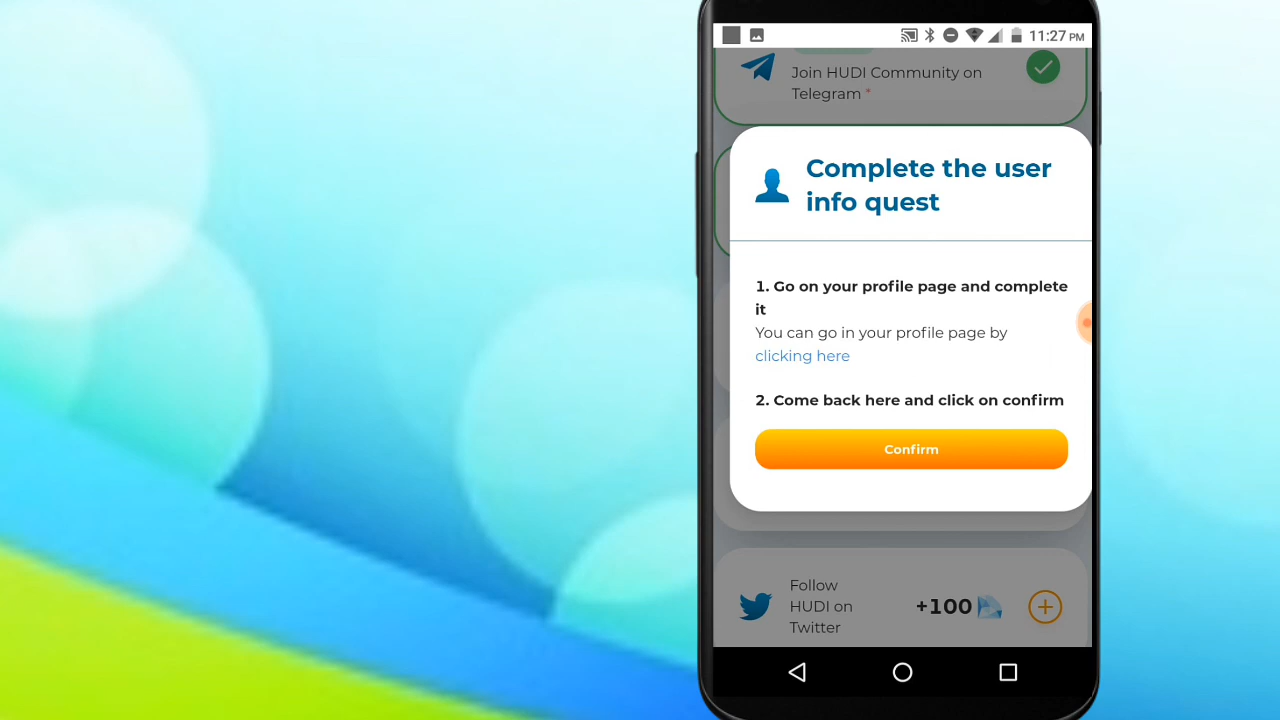 11:27 PM
Join HUDI Community on
Telegram *
Complete the user
info quest
1. Go on your profile page and complete
it
You can go in your profile page by
clicking here
2. Come back here and click on confirm
Confirm
Follow
HUDI on
Twitter
+100